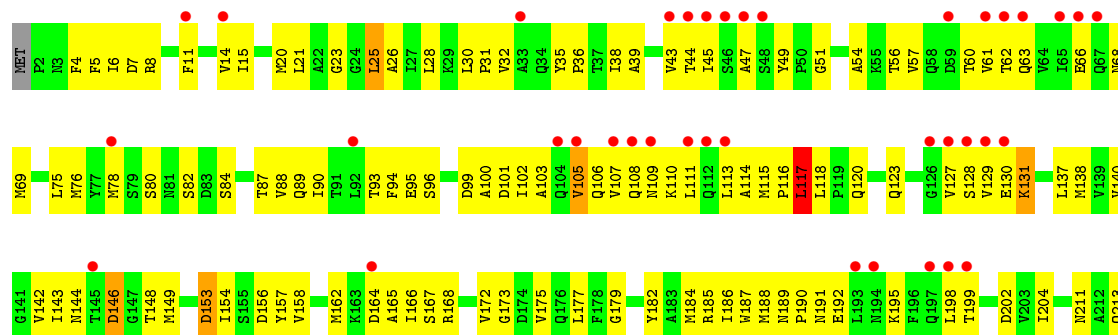 MET P2 N3 F4 F5 I6 D7 R8 F11 V14 I15 M20 L21 A22 G23 G24 L25 A26 I27 L28 K29 L30 P31 V32 A33 Q34 Y35 P36 T37 I38 A39 V43 T44 I45 S46 A47 S48 Y49 P50 G51 A54 K55 T56 V57 Q58 D59 T60 V61 T62 Q63 V64 I65 E66 Q67 N68
M69 L75 M76 Y77 M78 S79 S80 N81 S82 D83 S84 T87 V88 Q89 I90 T91 L92 T93 F94 E95 S96 D99 A100 D101 I102 A103 Q104 V105 Q106 V107 Q108 N109 K110 L111 Q112 L113 A114 M115 P116 L117 L118 P119 Q120 Q123 G126 V127 S128 V129 E130 K131 L137 M138 V139 V140
G141 V142 I143 N144 T145 D146 G147 T148 M149 D153 I154 S155 D156 Y157 V158 M162 K163 D164 A165 I166 S167 R168 V172 G173 D174 V175 Q176 L177 F178 G179 Y182 A183 M184 R185 I186 W187 M188 N189 P190 N191 E192 L193 N194 K195 F196 Q197 L198 T199 D202 V203 I204 N211 A212 Q213